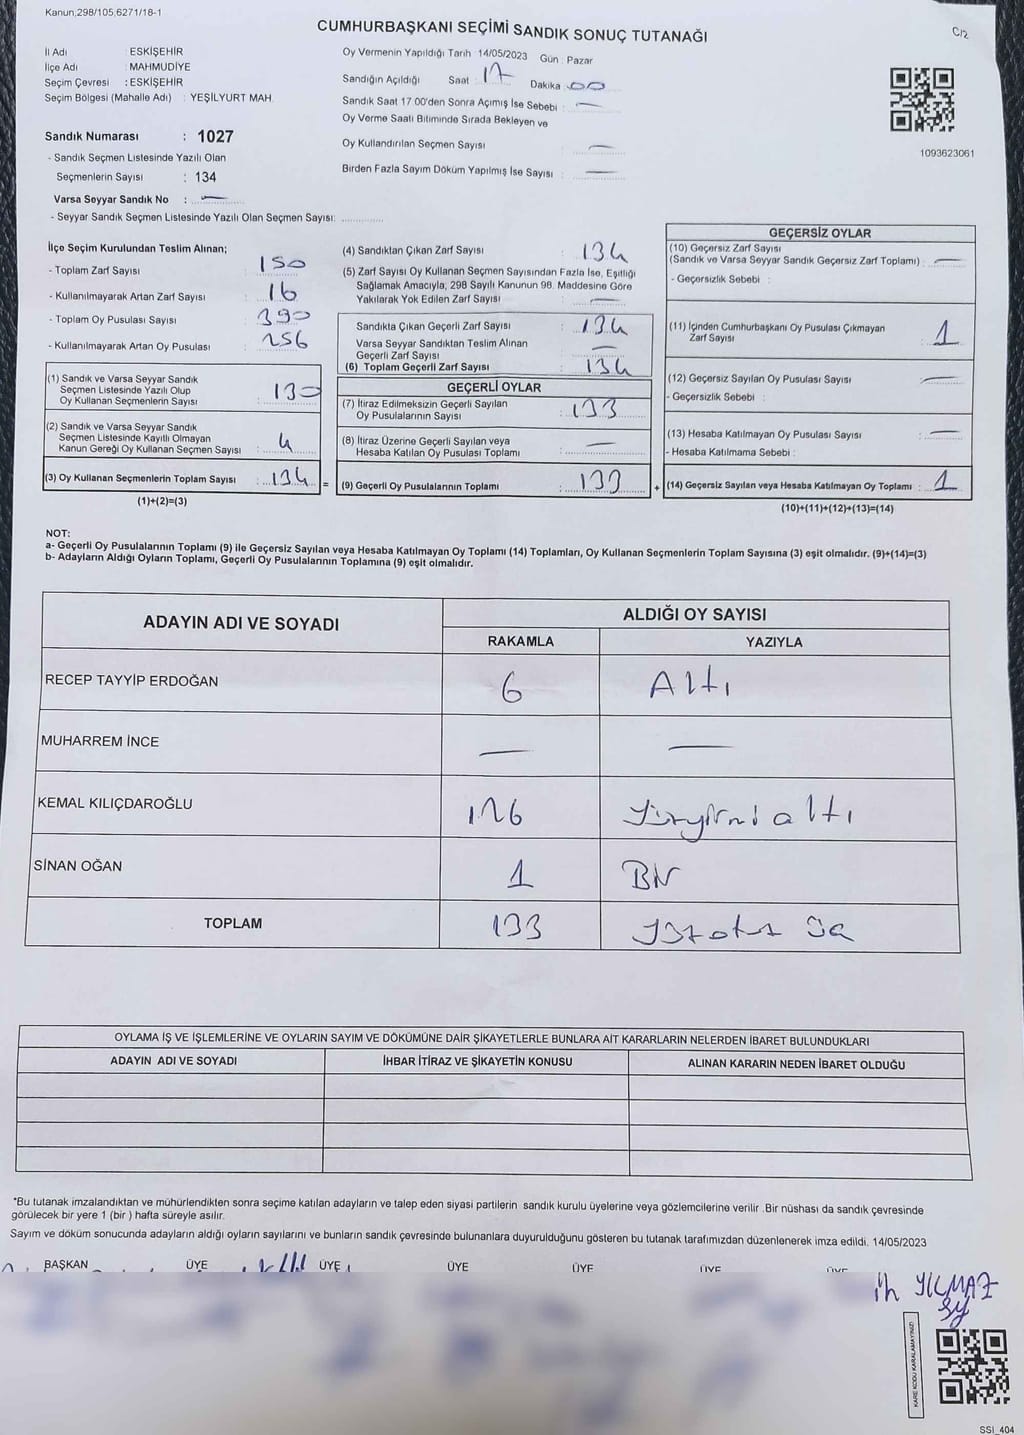 Kanun;298/105,6271/18-1
CUMHURBAŞKANI SEÇİMİ SANDIK SONUÇ TUTANAĞI
C/2
İl Adı : ESKİŞEHİR
İlçe Adı : MAHMUDİYE
Seçim Çevresi : ESKİŞEHİR
Seçim Bölgesi (Mahalle Adı) : YEŞİLYURT MAH.
Oy Vermenin Yapıldığı Tarih 14/05/2023 Gün : Pazar
Sandığın Açıldığı Saat : 17 Dakika : 00
Sandık Saat 17.00'den Sonra Açımış İse Sebebi : —
Oy Verme Saati Bitiminde Sırada Bekleyen ve
Oy Kullandırılan Seçmen Sayısı : —
Birden Fazla Sayım Döküm Yapılmış İse Sayısı : —
1093623061
Sandık Numarası : 1027
- Sandık Seçmen Listesinde Yazılı Olan
Seçmenlerin Sayısı : 134
Varsa Seyyar Sandık No : —
- Seyyar Sandık Seçmen Listesinde Yazılı Olan Seçmen Sayısı:
İlçe Seçim Kurulundan Teslim Alınan;
- Toplam Zarf Sayısı : 150
- Kullanılmayarak Artan Zarf Sayısı : 16
- Toplam Oy Pusulası Sayısı : 390
- Kullanılmayarak Artan Oy Pusulası : 256
(1) Sandık ve Varsa Seyyar Sandık
Seçmen Listesinde Yazılı Olup
Oy Kullanan Seçmenlerin Sayısı : 130
(2) Sandık ve Varsa Seyyar Sandık
Seçmen Listesinde Kayıtlı Olmayan
Kanun Gereği Oy Kullanan Seçmen Sayısı : 4
(3) Oy Kullanan Seçmenlerin Toplam Sayısı : 134 =
(1)+(2)=(3)
(4) Sandıktan Çıkan Zarf Sayısı : 134
(5) Zarf Sayısı Oy Kullanan Seçmen Sayısından Fazla İse, Eşitliği
Sağlamak Amacıyla; 298 Sayılı Kanunun 98. Maddesine Göre
Yakılarak Yok Edilen Zarf Sayısı : —
Sandıkta Çıkan Geçerli Zarf Sayısı : 134
Varsa Seyyar Sandıktan Teslim Alınan
Geçerli Zarf Sayısı : —
(6) Toplam Geçerli Zarf Sayısı : 134
GEÇERLİ OYLAR
(7) İtiraz Edilmeksizin Geçerli Sayılan
Oy Pusulalarının Sayısı : 133
(8) İtiraz Üzerine Geçerli Sayılan veya
Hesaba Katılan Oy Pusulası Toplamı : —
(9) Geçerli Oy Pusulalarının Toplamı : 133 +
GEÇERSİZ OYLAR
(10) Geçersiz Zarf Sayısı
(Sandık ve Varsa Seyyar Sandık Geçersiz Zarf Toplamı) : —
- Geçersizlik Sebebi :
(11) İçinden Cumhurbaşkanı Oy Pusulası Çıkmayan
Zarf Sayısı : 1
(12) Geçersiz Sayılan Oy Pusulası Sayısı : —
- Geçersizlik Sebebi :
(13) Hesaba Katılmayan Oy Pusulası Sayısı : —
- Hesaba Katılmama Sebebi :
(14) Geçersiz Sayılan veya Hesaba Katılmayan Oy Toplamı : 1
(10)+(11)+(12)+(13)=(14)
NOT:
a- Geçerli Oy Pusulalarının Toplamı (9) ile Geçersiz Sayılan veya Hesaba Katılmayan Oy Toplamı (14) Toplamları, Oy Kullanan Seçmenlerin Toplam Sayısına (3) eşit olmalıdır. (9)+(14)=(3)
b- Adayların Aldığı Oyların Toplamı, Geçerli Oy Pusulalarının Toplamına (9) eşit olmalıdır.
ADAYIN ADI VE SOYADI
ALDIĞI OY SAYISI
RAKAMLA YAZIYLA
RECEP TAYYİP ERDOĞAN 6 Altı
MUHARREM İNCE — —
KEMAL KILIÇDAROĞLU 126 Yüzyirmi altı
SİNAN OĞAN 1 Bir
TOPLAM 133 Yüzotuz üç
OYLAMA İŞ VE İŞLEMLERİNE VE OYLARIN SAYIM VE DÖKÜMÜNE DAİR ŞİKAYETLERLE BUNLARA AİT KARARLARIN NELERDEN İBARET BULUNDUKLARI
ADAYIN ADI VE SOYADI İHBAR İTİRAZ VE ŞİKAYETİN KONUSU ALINAN KARARIN NEDEN İBARET OLDUĞU
*Bu tutanak imzalandıktan ve mühürlendikten sonra seçime katılan adayların ve talep eden siyasi partilerin sandık kurulu üyelerine veya gözlemcilerine verilir .Bir nüshası da sandık çevresinde
görülecek bir yere 1 (bir ) hafta süreyle asılır.
Sayım ve döküm sonucunda adayların aldığı oyların sayılarını ve bunların sandık çevresinde bulunanlara duyurulduğunu gösteren bu tutanak tarafımızdan düzenlenerek imza edildi. 14/05/2023
BAŞKAN ÜYE ÜYE ÜYE ÜYE ÜYE ÜYE
YILMAZ
KARE KODU KARALAMAYINIZ!
SSI_404